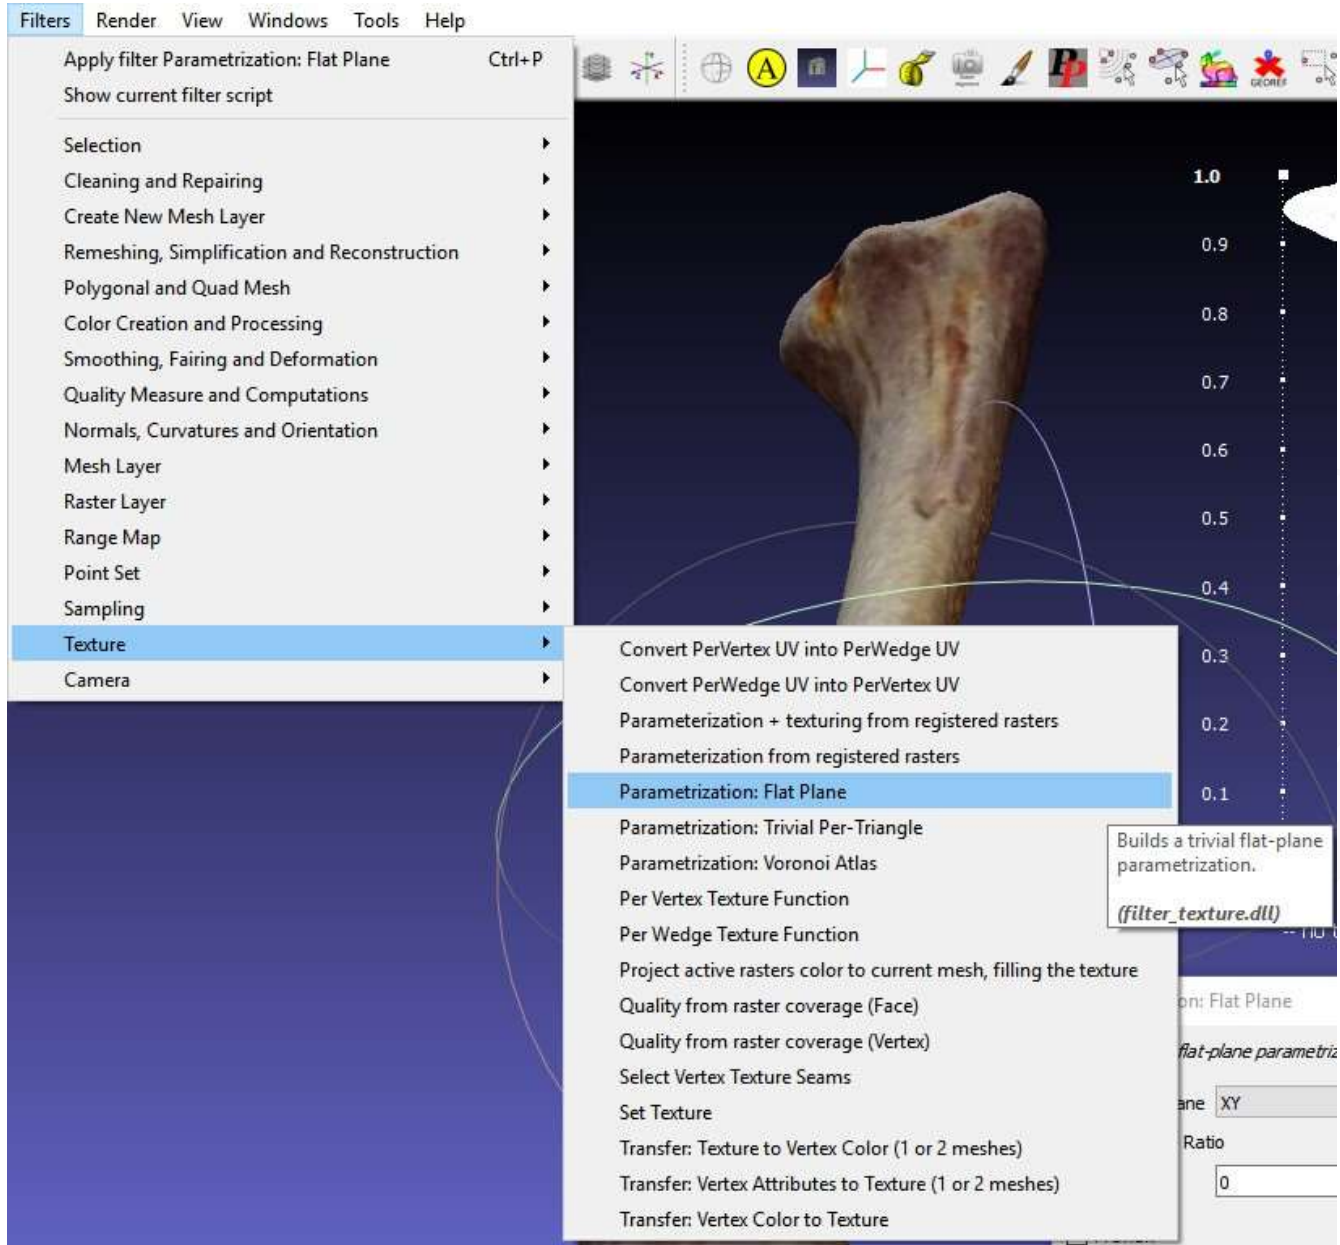 Filters Render View Windows Tools Help
Apply filter Parametrization: Flat Plane Ctrl+P
Show current filter script
Selection
Cleaning and Repairing
Create New Mesh Layer
Remeshing, Simplification and Reconstruction
Polygonal and Quad Mesh
Color Creation and Processing
Smoothing, Fairing and Deformation
Quality Measure and Computations
Normals, Curvatures and Orientation
Mesh Layer
Raster Layer
Range Map
Point Set
Sampling
Texture
Camera
A
Pp
GEOREF
1.0
0.9
0.8
0.7
0.6
0.5
0.4
0.3
0.2
0.1
Convert PerVertex UV into PerWedge UV
Convert PerWedge UV into PerVertex UV
Parameterization + texturing from registered rasters
Parameterization from registered rasters
Parametrization: Flat Plane
Parametrization: Trivial Per-Triangle
Parametrization: Voronoi Atlas
Per Vertex Texture Function
Per Wedge Texture Function
Project active rasters color to current mesh, filling the texture
Quality from raster coverage (Face)
Quality from raster coverage (Vertex)
Select Vertex Texture Seams
Set Texture
Transfer: Texture to Vertex Color (1 or 2 meshes)
Transfer: Vertex Attributes to Texture (1 or 2 meshes)
Transfer: Vertex Color to Texture
Builds a trivial flat-plane
parametrization.
(filter_texture.dll)
on: Flat Plane
flat-plane parametriz
ane XY
Ratio
0